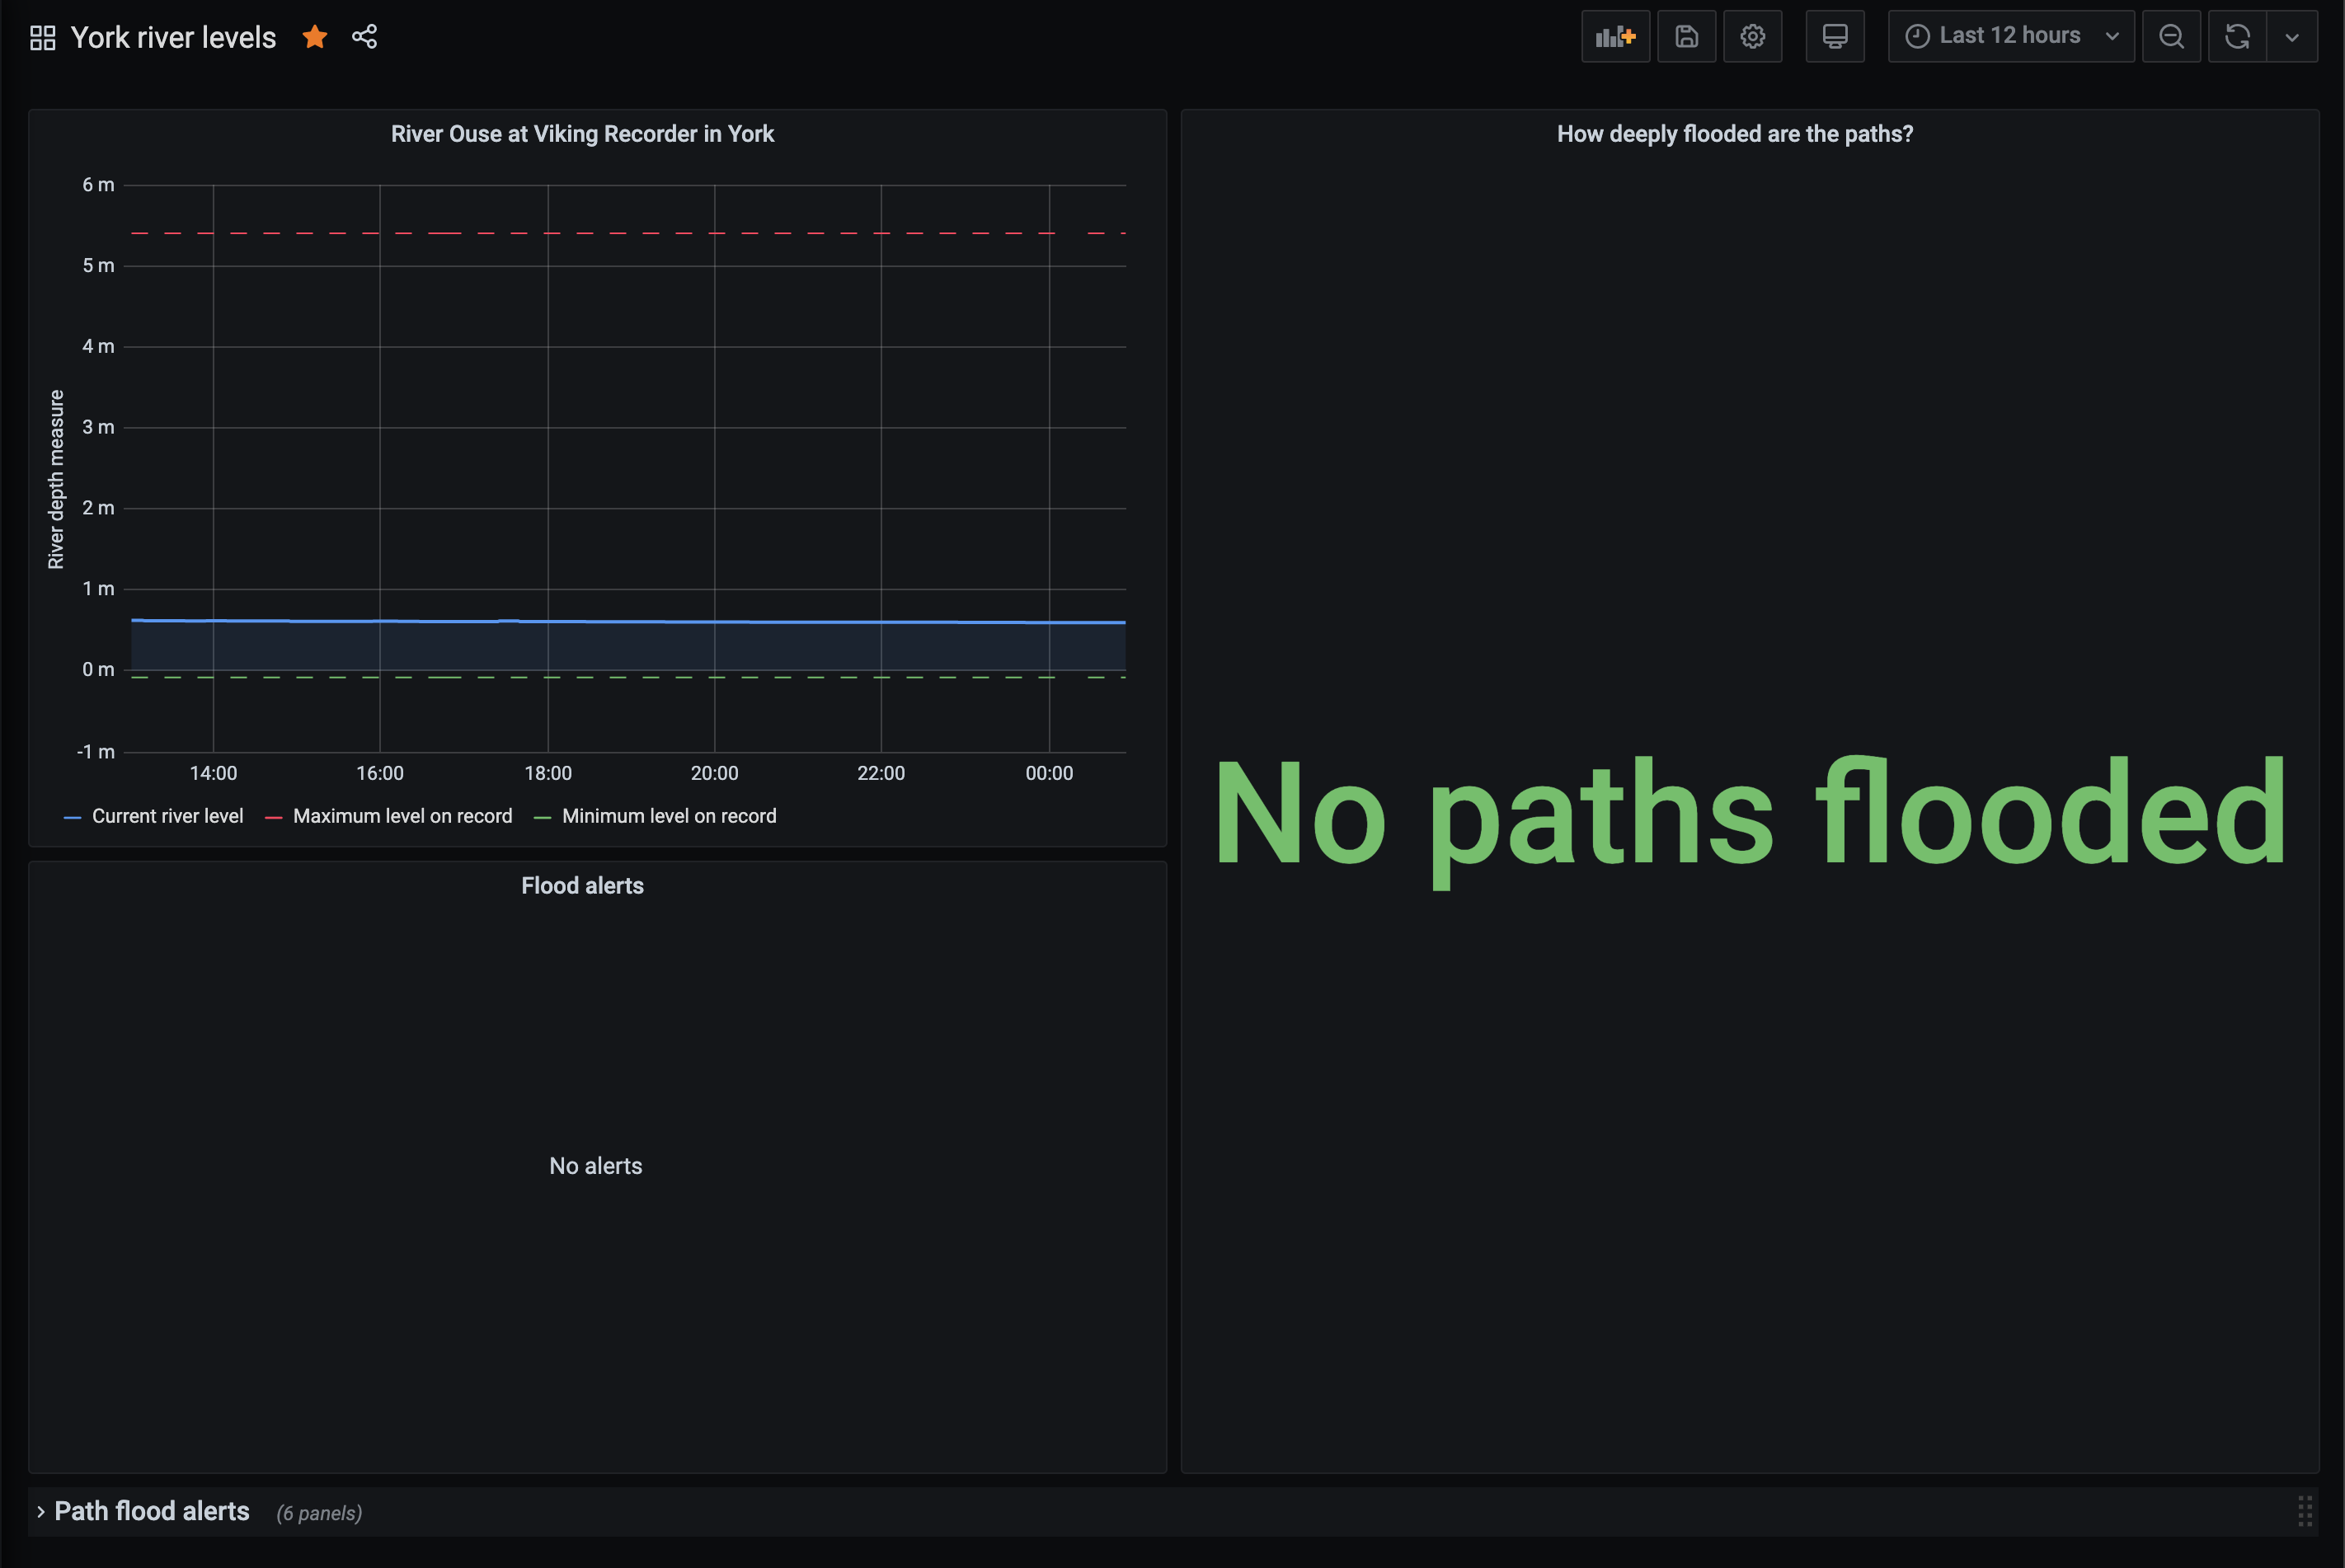 York river levels
Last 12 hours
River Ouse at Viking Recorder in York
6 m
5 m
4 m
3 m
2 m
1 m
0 m
-1 m
River depth measure
14:00 16:00 18:00 20:00 22:00 00:00
Current river level Maximum level on record Minimum level on record
How deeply flooded are the paths?
No paths flooded
Flood alerts
No alerts
Path flood alerts (6 panels)